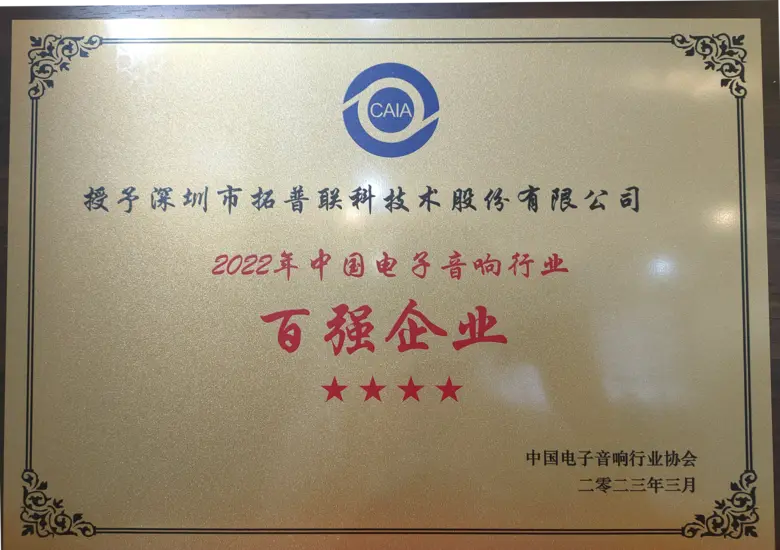 CAIA
授予深圳市拓普联科技术股份有限公司
2022年中国电子音响行业
百强企业
★★★★
中国电子音响行业协会
二零二三年三月